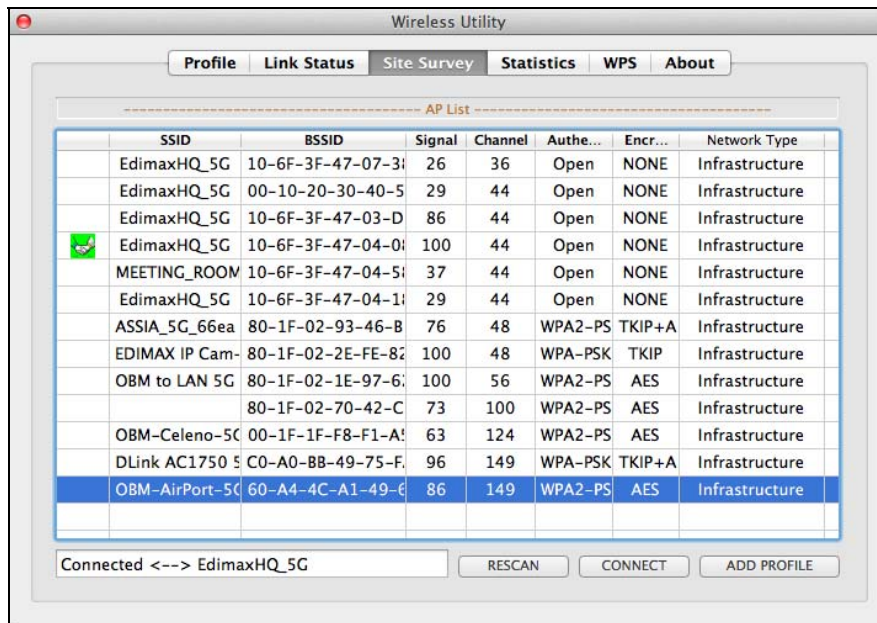 Wireless Utility
Profile Link Status Site Survey Statistics WPS About
AP List
SSID BSSID Signal Channel Authe... Encr... Network Type
EdimaxHQ_5G 10-6F-3F-47-07-38 26 36 Open NONE Infrastructure
EdimaxHQ_5G 00-10-20-30-40-5 29 44 Open NONE Infrastructure
EdimaxHQ_5G 10-6F-3F-47-03-D 86 44 Open NONE Infrastructure
EdimaxHQ_5G 10-6F-3F-47-04-0 100 44 Open NONE Infrastructure
MEETING_ROOM 10-6F-3F-47-04-5 37 44 Open NONE Infrastructure
EdimaxHQ_5G 10-6F-3F-47-04-1 29 44 Open NONE Infrastructure
ASSIA_5G_66ea 80-1F-02-93-46-B 76 48 WPA2-PS TKIP+A Infrastructure
EDIMAX IP Cam- 80-1F-02-2E-FE-82 100 48 WPA-PSK TKIP Infrastructure
OBM to LAN 5G 80-1F-02-1E-97-6 100 56 WPA2-PS AES Infrastructure
80-1F-02-70-42-C 73 100 WPA2-PS AES Infrastructure
OBM-Celeno-5G 00-1F-1F-F8-F1-A 63 124 WPA2-PS AES Infrastructure
DLink AC1750 5 C0-A0-BB-49-75-F 96 149 WPA-PSK TKIP+A Infrastructure
OBM-AirPort-5G 60-A4-4C-A1-49-6 86 149 WPA2-PS AES Infrastructure
Connected <--> EdimaxHQ_5G RESCAN CONNECT ADD PROFILE